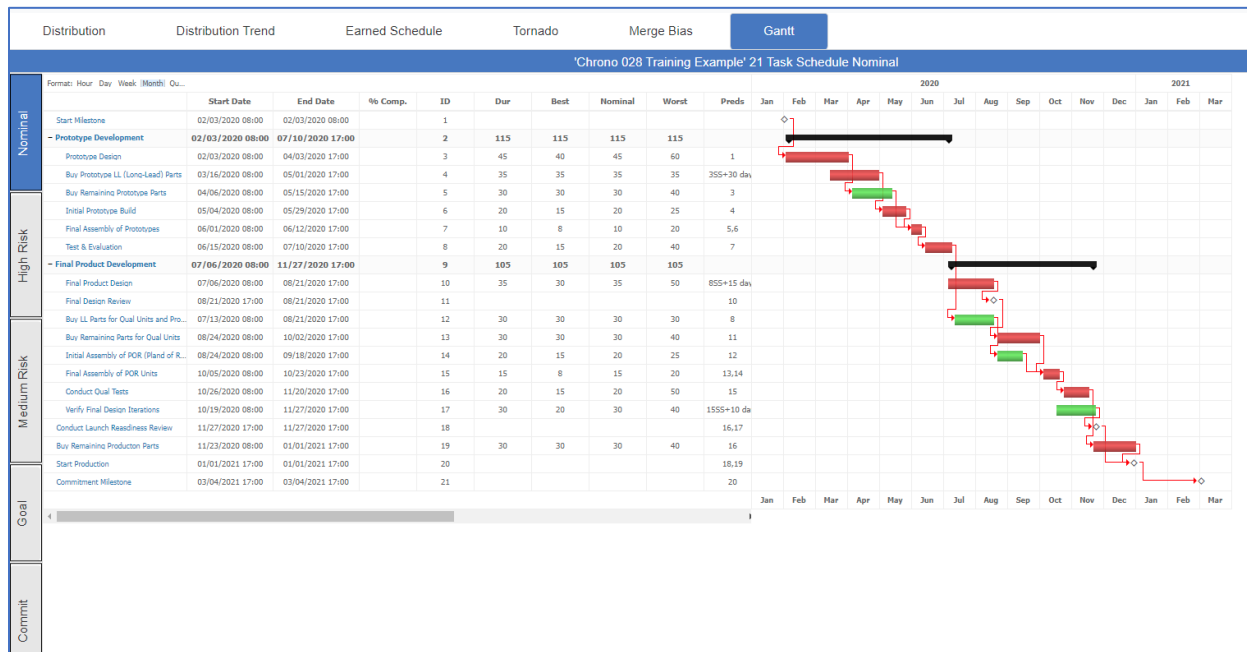 Distribution Distribution Trend Earned Schedule Tornado Merge Bias Gantt
'Chrono 028 Training Example' 21 Task Schedule Nominal
Nominal
High Risk
Medium Risk
Goal
Commit
Format: Hour Day Week Month Qu... 2020 2021
Start Date End Date % Comp. ID Dur Best Nominal Worst Preds Jan Feb Mar Apr May Jun Jul Aug Sep Oct Nov Dec Jan Feb Mar
Start Milestone 02/03/2020 08:00 02/03/2020 08:00 1
− Prototype Development 02/03/2020 08:00 07/10/2020 17:00 2 115 115 115 115
Prototype Design 02/03/2020 08:00 04/03/2020 17:00 3 45 40 45 60 1
Buy Prototype LL (Long-Lead) Parts 03/16/2020 08:00 05/01/2020 17:00 4 35 35 35 35 3SS+30 day
Buy Remaining Prototype Parts 04/06/2020 08:00 05/15/2020 17:00 5 30 30 30 40 3
Initial Prototype Build 05/04/2020 08:00 05/29/2020 17:00 6 20 15 20 25 4
Final Assembly of Prototypes 06/01/2020 08:00 06/12/2020 17:00 7 10 8 10 20 5,6
Test & Evaluation 06/15/2020 08:00 07/10/2020 17:00 8 20 15 20 40 7
− Final Product Development 07/06/2020 08:00 11/27/2020 17:00 9 105 105 105 105
Final Product Design 07/06/2020 08:00 08/21/2020 17:00 10 35 30 35 50 8SS+15 day
Final Design Review 08/21/2020 17:00 08/21/2020 17:00 11 10
Buy LL Parts for Qual Units and Pro... 07/13/2020 08:00 08/21/2020 17:00 12 30 30 30 30 8
Buy Remaining Parts for Qual Units 08/24/2020 08:00 10/02/2020 17:00 13 30 30 30 40 11
Initial Assembly of POR (Pland of R... 08/24/2020 08:00 09/18/2020 17:00 14 20 15 20 25 12
Final Assembly of POR Units 10/05/2020 08:00 10/23/2020 17:00 15 15 8 15 20 13,14
Conduct Qual Tests 10/26/2020 08:00 11/20/2020 17:00 16 20 15 20 50 15
Verify Final Design Iterations 10/19/2020 08:00 11/27/2020 17:00 17 30 20 30 40 15SS+10 da
Conduct Launch Reasdiness Review 11/27/2020 17:00 11/27/2020 17:00 18 16,17
Buy Remaining Producton Parts 11/23/2020 08:00 01/01/2021 17:00 19 30 30 30 40 16
Start Production 01/01/2021 17:00 01/01/2021 17:00 20 18,19
Commitment Milestone 03/04/2021 17:00 03/04/2021 17:00 21 20
Jan Feb Mar Apr May Jun Jul Aug Sep Oct Nov Dec Jan Feb Mar